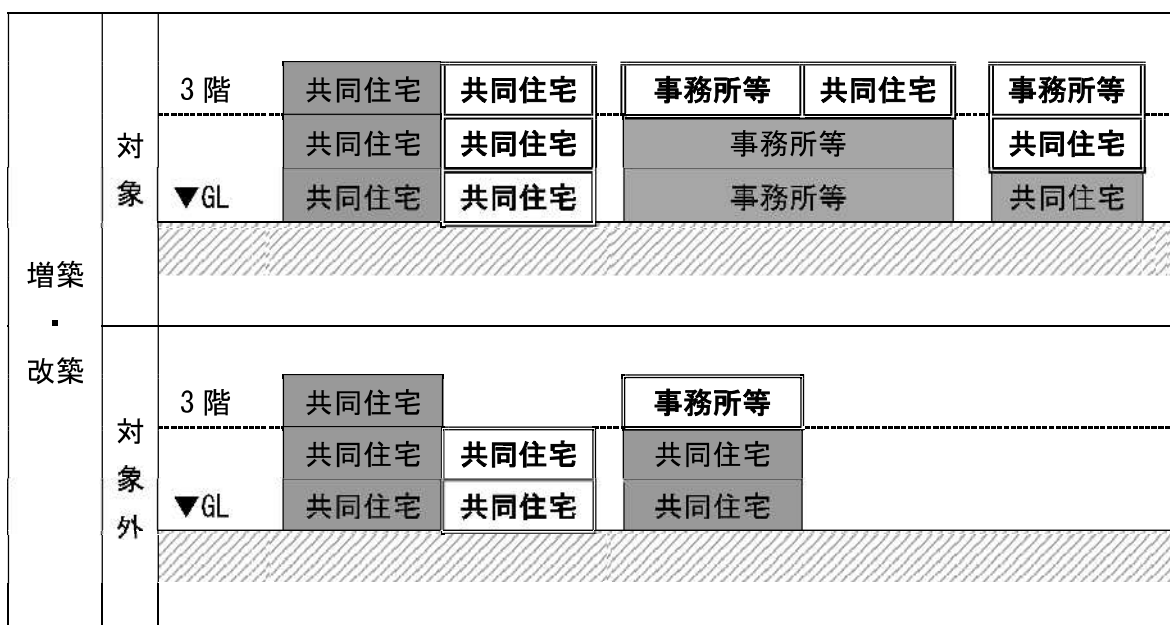 増築
・
改築
対
象
3階 共同住宅 共同住宅 事務所等 共同住宅 事務所等
共同住宅 共同住宅 事務所等 共同住宅
▼GL 共同住宅 共同住宅 事務所等 共同住宅
対
象
外
3階 共同住宅 事務所等
共同住宅 共同住宅 共同住宅
▼GL 共同住宅 共同住宅 共同住宅